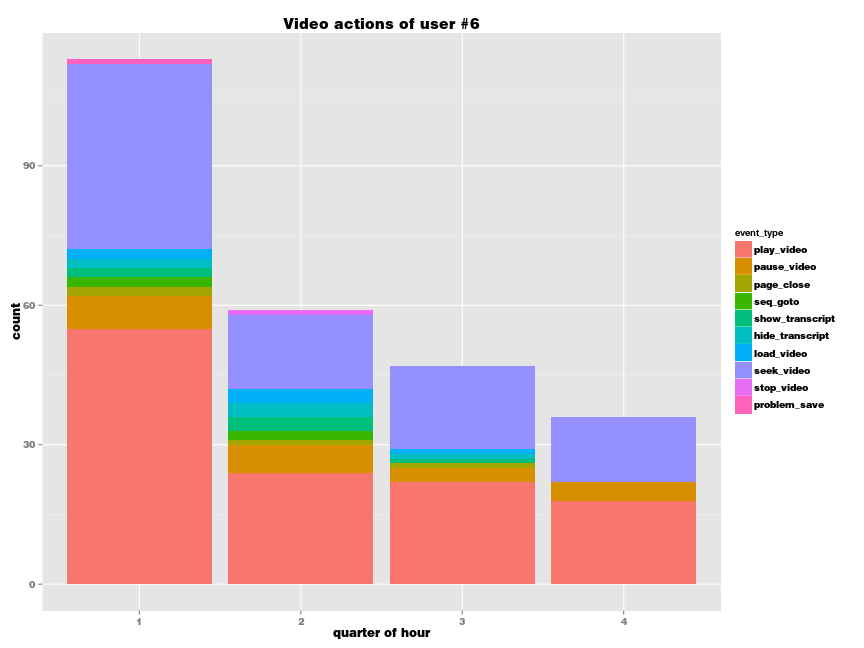 Video actions of user #6
count
90
60
30
0
1 2 3 4
quarter of hour
event_type
play_video
pause_video
page_close
seq_goto
show_transcript
hide_transcript
load_video
seek_video
stop_video
problem_save